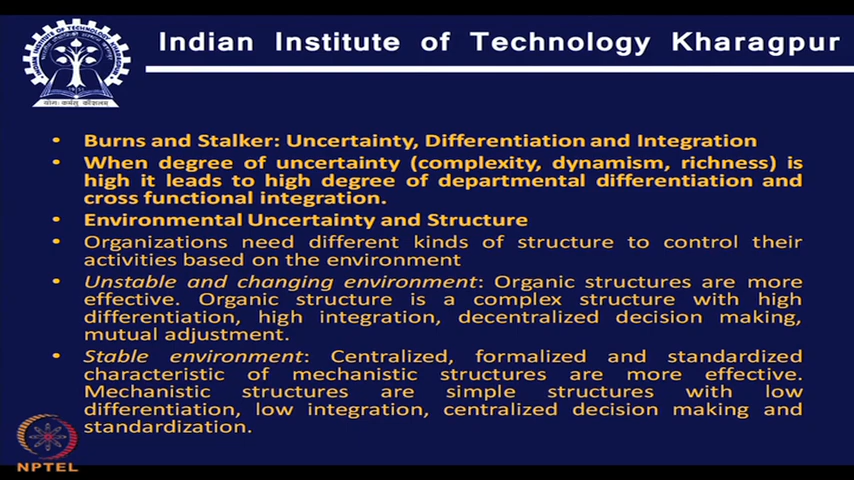 Indian Institute of Technology Kharagpur
योगः कर्मसु कौशलम्
• Burns and Stalker: Uncertainty, Differentiation and Integration
• When degree of uncertainty (complexity, dynamism, richness) is
high it leads to high degree of departmental differentiation and
cross functional integration.
• Environmental Uncertainty and Structure
• Organizations need different kinds of structure to control their
activities based on the environment
• Unstable and changing environment: Organic structures are more
effective. Organic structure is a complex structure with high
differentiation, high integration, decentralized decision making,
mutual adjustment.
• Stable environment: Centralized, formalized and standardized
characteristic of mechanistic structures are more effective.
Mechanistic structures are simple structures with low
differentiation, low integration, centralized decision making and
standardization.
NPTEL